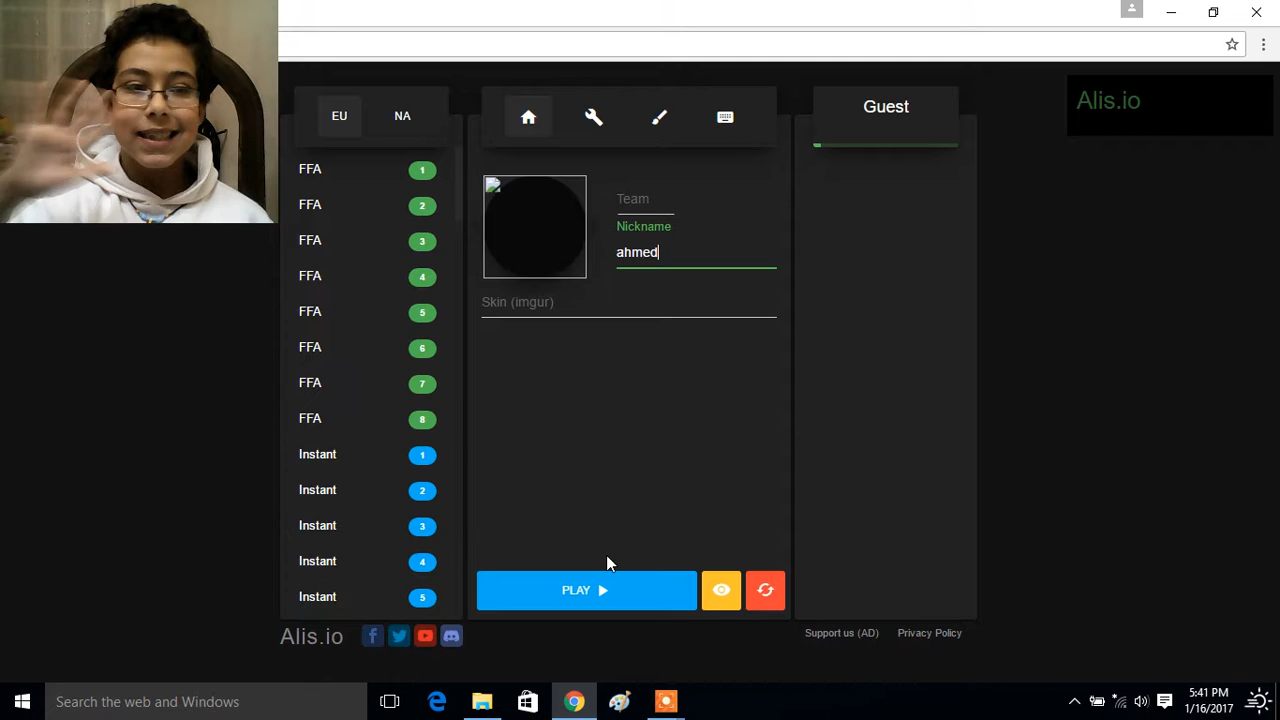 Alis.io
EU
NA
Guest
FFA 1
FFA 2
FFA 3
FFA 4
FFA 5
FFA 6
FFA 7
FFA 8
Instant 1
Instant 2
Instant 3
Instant 4
Instant 5
Team
Nickname
ahmed
Skin (imgur)
PLAY
Alis.io
Support us (AD)
Privacy Policy
Search the web and Windows
5:41 PM
1/16/2017